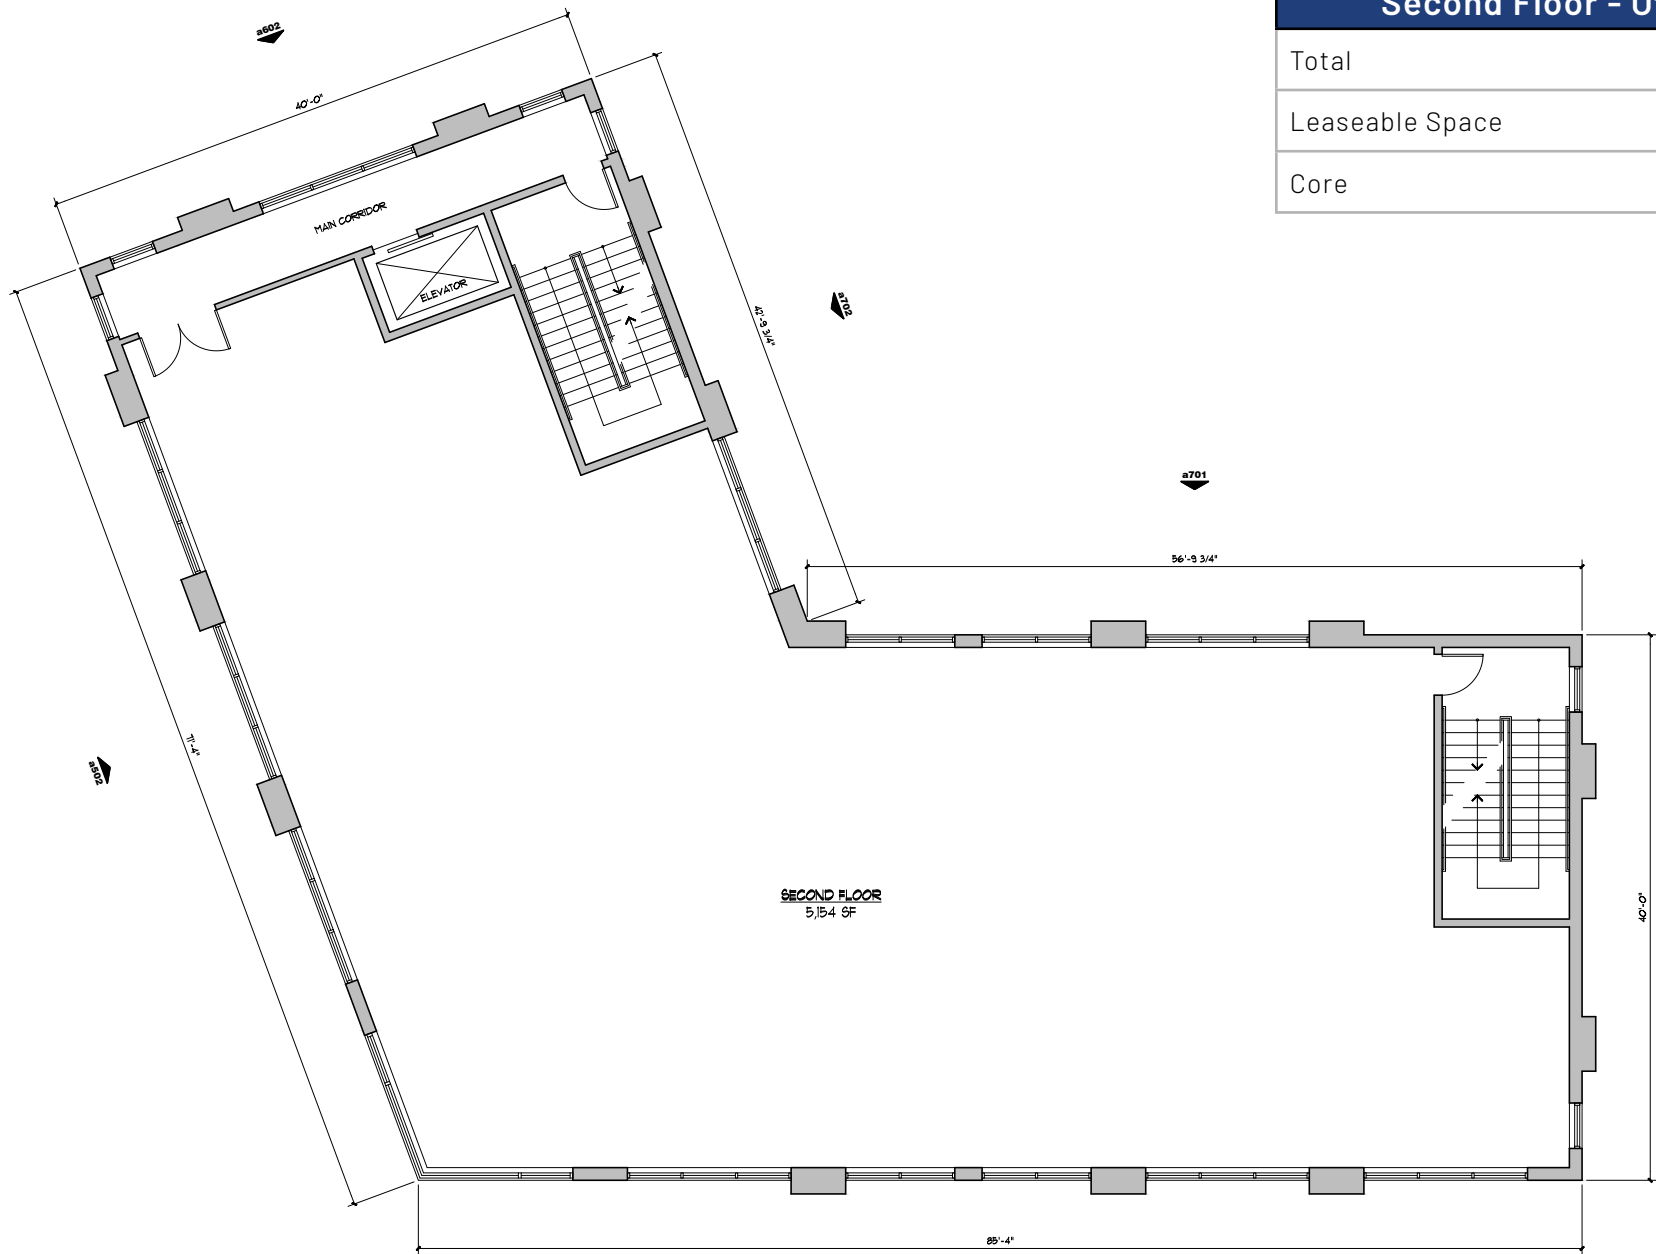 Second Floor - O
Total
Leaseable Space
Core
a602
40'-0"
MAIN CORRIDOR
ELEVATOR
a702
42'-9 3/4"
a701
56'-9 3/4"
71'-4"
a502
SECOND FLOOR
5,154 SF
40'-0"
85'-4"